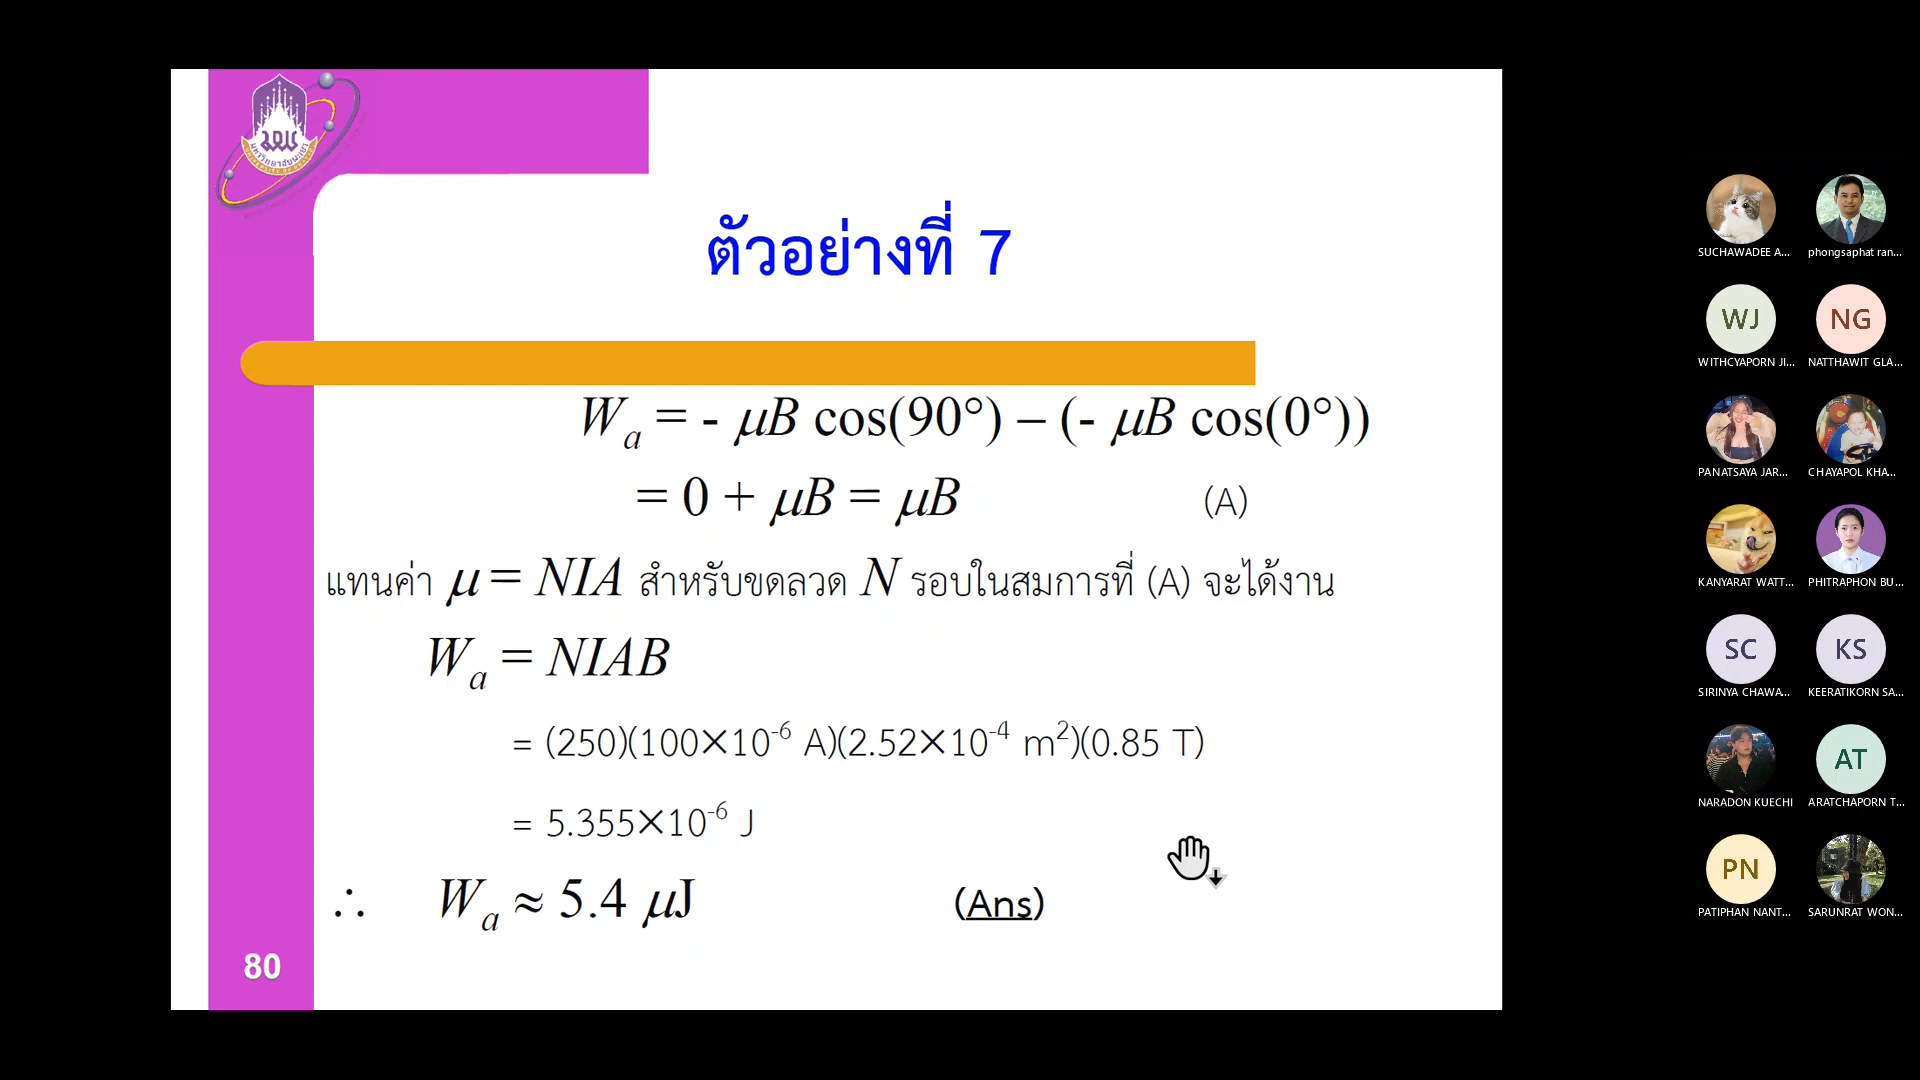 ตัวอย่างที่ 7
Wₐ = - μB cos(90°) – (- μB cos(0°))
= 0 + μB = μB (A)
แทนค่า μ = NIA สำหรับขดลวด N รอบในสมการที่ (A) จะได้งาน
Wₐ = NIAB
= (250)(100×10⁻⁶ A)(2.52×10⁻⁴ m²)(0.85 T)
= 5.355×10⁻⁶ J
∴ Wₐ ≈ 5.4 μJ (Ans)
80
SUCHAWADEE A...
phongsaphat ran...
WJ
WITHCYAPORN JI...
NG
NATTHAWIT GLA...
PANATSAYA JAR...
CHAYAPOL KHA...
KANYARAT WATT...
PHITRAPHON BU...
SC
SIRINYA CHAWA...
KS
KEERATIKORN SA...
NARADON KUECHI
AT
ARATCHAPORN T...
PN
PATIPHAN NANT...
SARUNRAT WON...